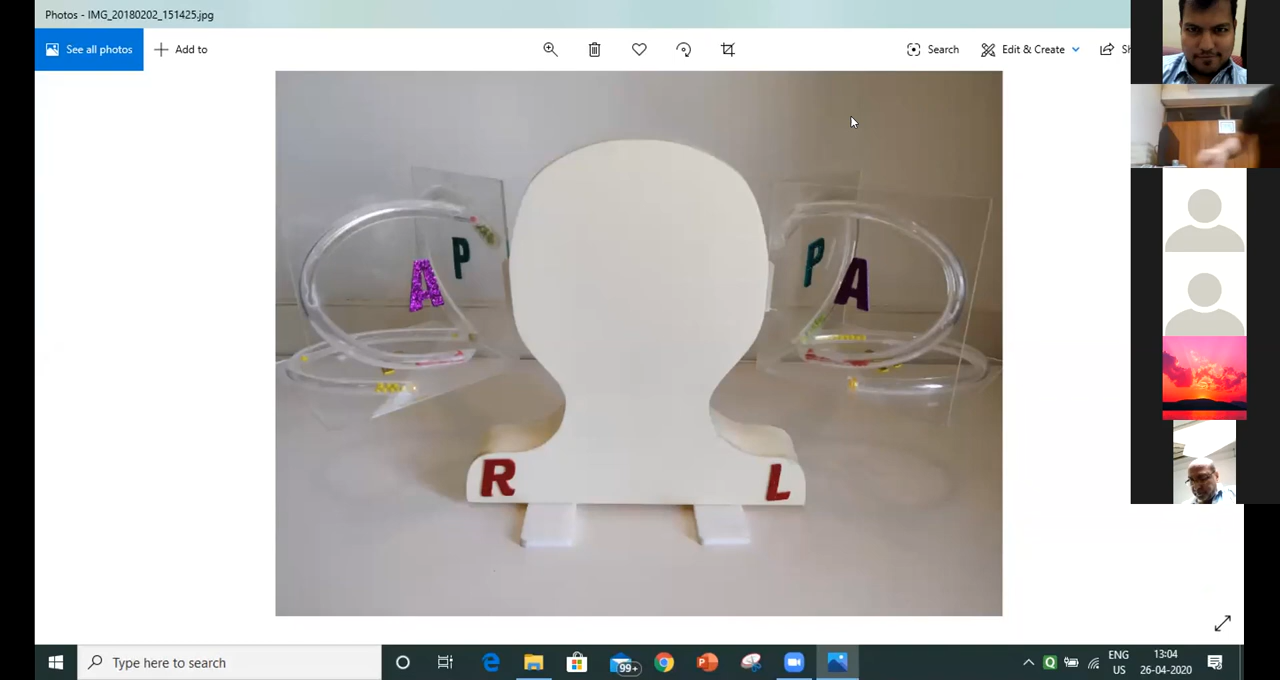 Photos - IMG_20180202_151425.jpg
See all photos
Add to
Search
Edit & Create
Sh
P
A
P
A
R
L
Type here to search
99+
ENG
US
13:04
26-04-2020